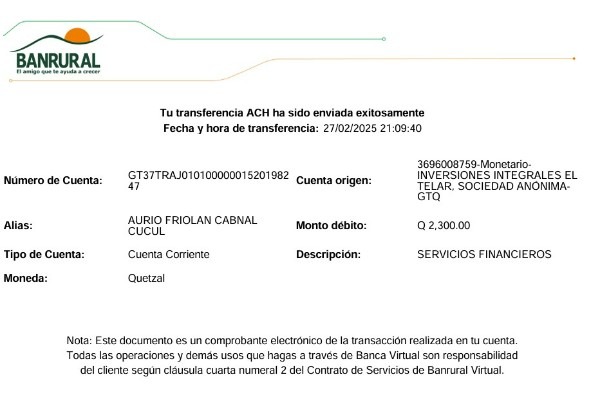 BANRURAL
El amigo que te ayuda a crecer
Tu transferencia ACH ha sido enviada exitosamente
Fecha y hora de transferencia: 27/02/2025 21:09:40
Número de Cuenta:
GT37TRAJ010100000015201982
47
Cuenta origen:
3696008759-Monetario-
INVERSIONES INTEGRALES EL
TELAR, SOCIEDAD ANÓNIMA-
GTQ
Alias:
AURIO FRIOLAN CABNAL
CUCUL
Monto débito:
Q 2,300.00
Tipo de Cuenta:
Cuenta Corriente
Descripción:
SERVICIOS FINANCIEROS
Moneda:
Quetzal
Nota: Este documento es un comprobante electrónico de la transacción realizada en tu cuenta.
Todas las operaciones y demás usos que hagas a través de Banca Virtual son responsabilidad
del cliente según cláusula cuarta numeral 2 del Contrato de Servicios de Banrural Virtual.